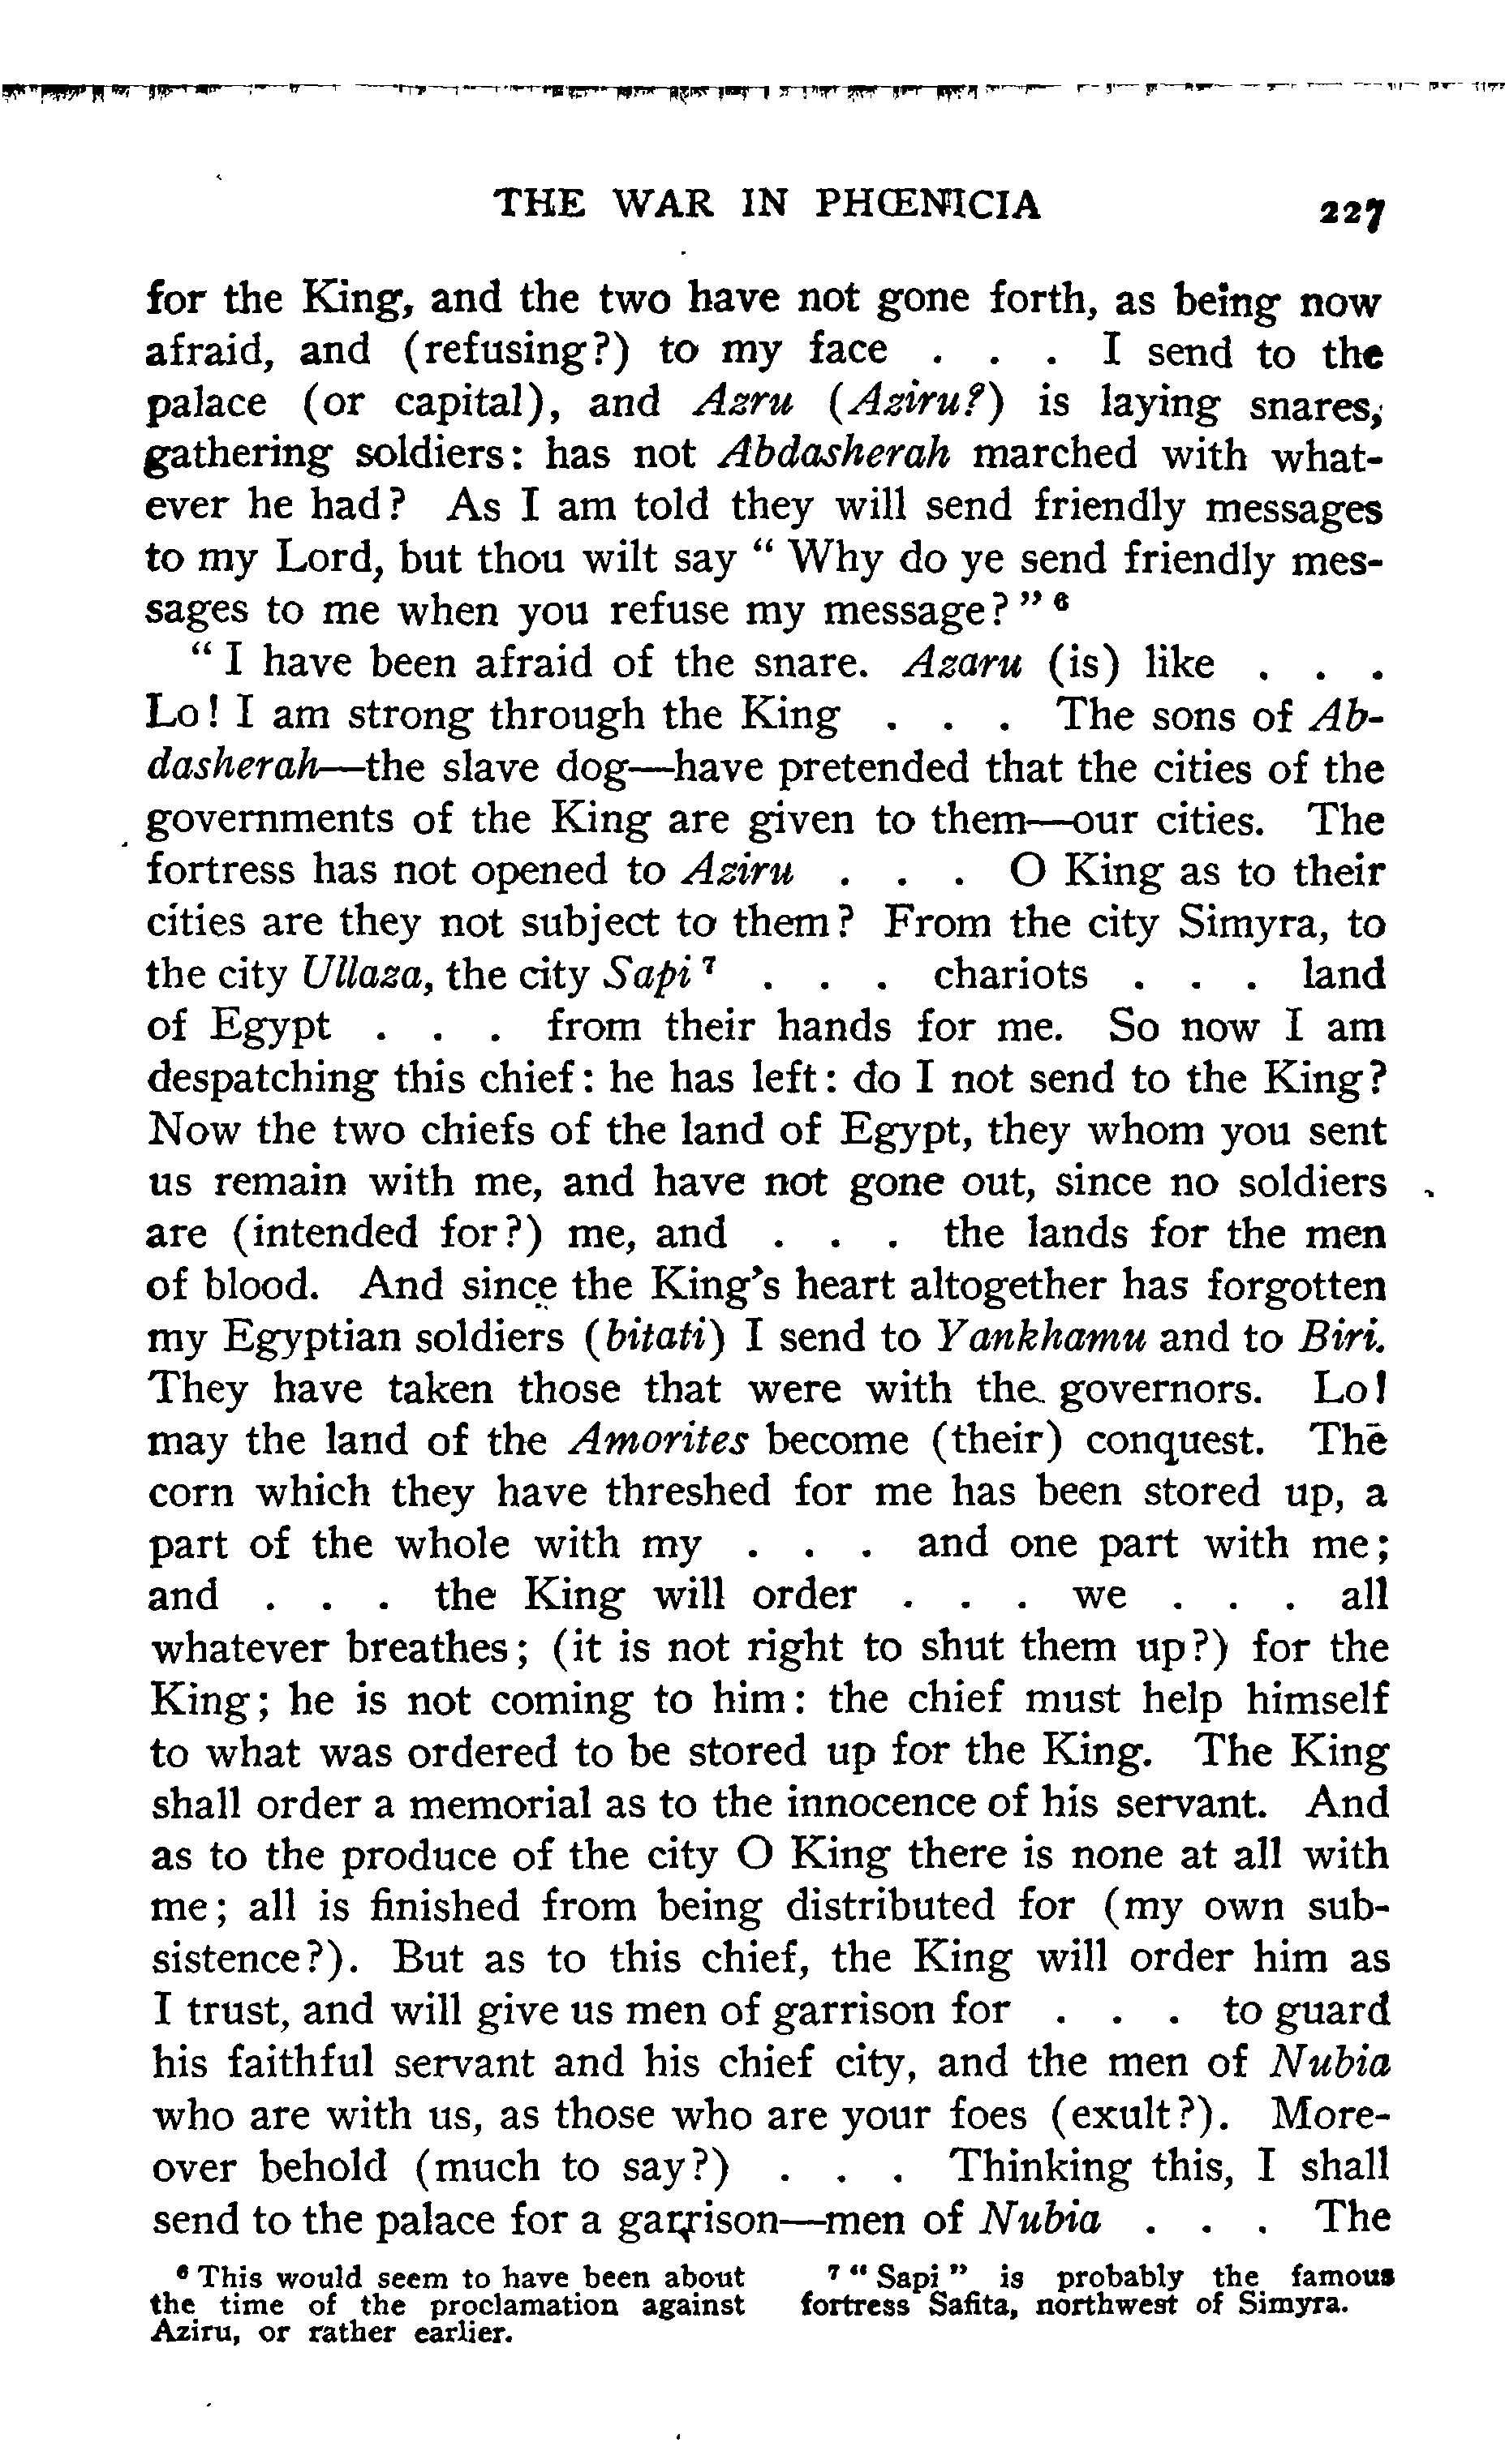 THE WAR IN PHŒNICIA 227
for the King, and the two have not gone forth, as being now
afraid, and (refusing?) to my face . . . I send to the
palace (or capital), and Azru (Aziru?) is laying snares,
gathering soldiers: has not Abdasherah marched with what-
ever he had? As I am told they will send friendly messages
to my Lord, but thou wilt say “ Why do ye send friendly mes-
sages to me when you refuse my message? ” 6
“ I have been afraid of the snare. Azaru (is) like . . .
Lo! I am strong through the King . . . The sons of Ab-
dasherah—the slave dog—have pretended that the cities of the
governments of the King are given to them—our cities. The
fortress has not opened to Aziru . . . O King as to their
cities are they not subject to them? From the city Simyra, to
the city Ullaza, the city Sapi 7 . . . chariots . . . land
of Egypt . . . from their hands for me. So now I am
despatching this chief: he has left: do I not send to the King?
Now the two chiefs of the land of Egypt, they whom you sent
us remain with me, and have not gone out, since no soldiers
are (intended for?) me, and . . . the lands for the men
of blood. And since the King’s heart altogether has forgotten
my Egyptian soldiers (bitati) I send to Yankhamu and to Biri.
They have taken those that were with the governors. Lo!
may the land of the Amorites become (their) conquest. The
corn which they have threshed for me has been stored up, a
part of the whole with my . . . and one part with me;
and . . . the King will order . . . we . . . all
whatever breathes; (it is not right to shut them up?) for the
King; he is not coming to him: the chief must help himself
to what was ordered to be stored up for the King. The King
shall order a memorial as to the innocence of his servant. And
as to the produce of the city O King there is none at all with
me; all is finished from being distributed for (my own sub-
sistence?). But as to this chief, the King will order him as
I trust, and will give us men of garrison for . . . to guard
his faithful servant and his chief city, and the men of Nubia
who are with us, as those who are your foes (exult?). More-
over behold (much to say?) . . . Thinking this, I shall
send to the palace for a garrison—men of Nubia . . . The
6 This would seem to have been about
the time of the proclamation against
Aziru, or rather earlier.
7 “ Sapi ” is probably the famous
fortress Safita, northwest of Simyra.